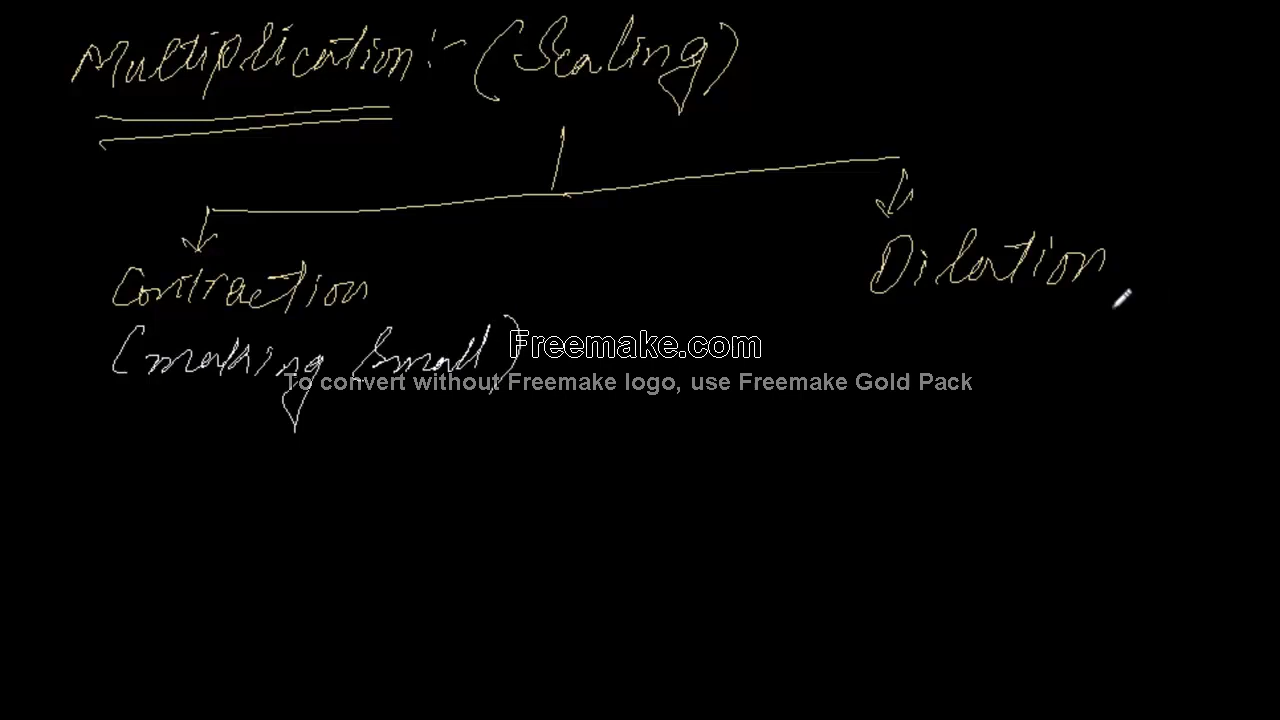 Multiplication :- (Scaling)
Contraction
Dilation
(making small)
Freemake.com
To convert without Freemake logo, use Freemake Gold Pack